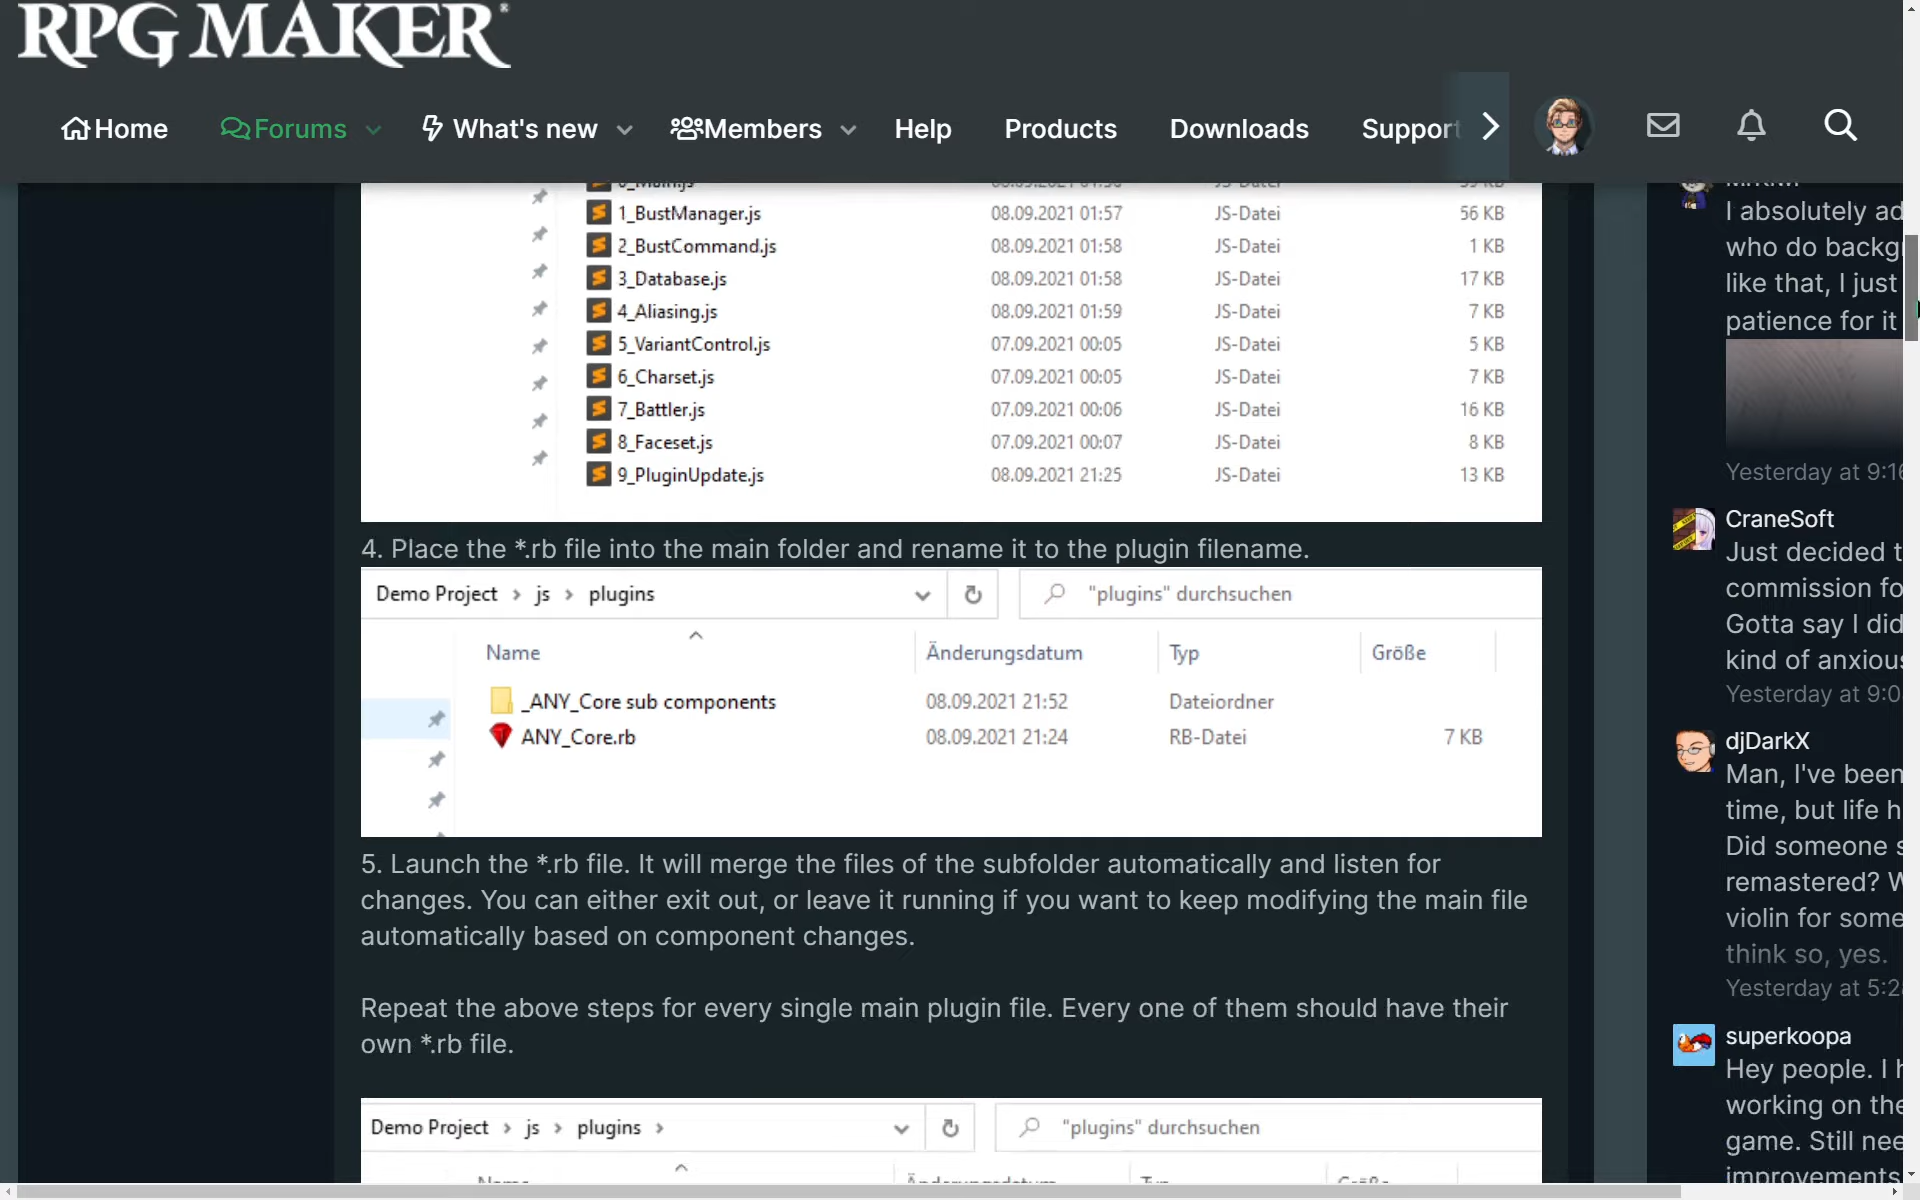 RPG MAKER
Home Forums What's new Members Help Products Downloads Support
1_BustManager.js 08.09.2021 01:57 JS-Datei 56 KB
2_BustCommand.js 08.09.2021 01:58 JS-Datei 1 KB
3_Database.js 08.09.2021 01:58 JS-Datei 17 KB
4_Aliasing.js 08.09.2021 01:59 JS-Datei 7 KB
5_VariantControl.js 07.09.2021 00:05 JS-Datei 5 KB
6_Charset.js 07.09.2021 00:05 JS-Datei 7 KB
7_Battler.js 07.09.2021 00:06 JS-Datei 16 KB
8_Faceset.js 07.09.2021 00:07 JS-Datei 8 KB
9_PluginUpdate.js 08.09.2021 21:25 JS-Datei 13 KB
4. Place the *.rb file into the main folder and rename it to the plugin filename.
Demo Project > js > plugins "plugins" durchsuchen
Name Änderungsdatum Typ Größe
_ANY_Core sub components 08.09.2021 21:52 Dateiordner
ANY_Core.rb 08.09.2021 21:24 RB-Datei 7 KB
5. Launch the *.rb file. It will merge the files of the subfolder automatically and listen for
changes. You can either exit out, or leave it running if you want to keep modifying the main file
automatically based on component changes.
Repeat the above steps for every single main plugin file. Every one of them should have their
own *.rb file.
Demo Project > js > plugins > "plugins" durchsuchen
I absolutely ad
who do backg
like that, I just
patience for it
Yesterday at 9:16
CraneSoft
Just decided t
commission fo
Gotta say I did
kind of anxious
Yesterday at 9:0
djDarkX
Man, I've been
time, but life h
Did someone s
remastered? W
violin for some
think so, yes.
Yesterday at 5:2
superkoopa
Hey people. I h
working on the
game. Still nee
improvements